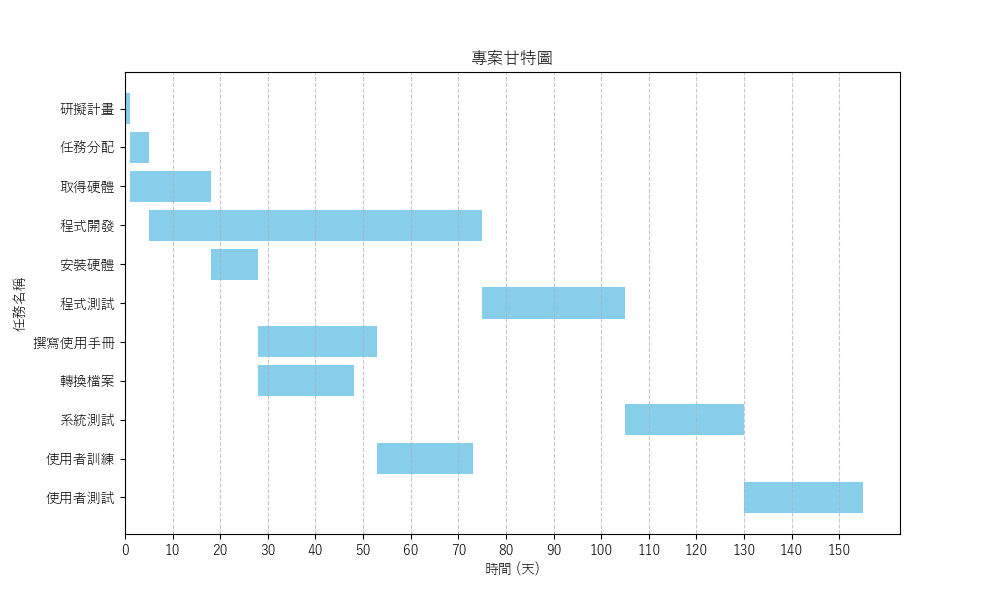 專案甘特圖
任務名稱
研擬計畫
任務分配
取得硬體
程式開發
安裝硬體
程式測試
撰寫使用手冊
轉換檔案
系統測試
使用者訓練
使用者測試
0 10 20 30 40 50 60 70 80 90 100 110 120 130 140 150
時間 (天)